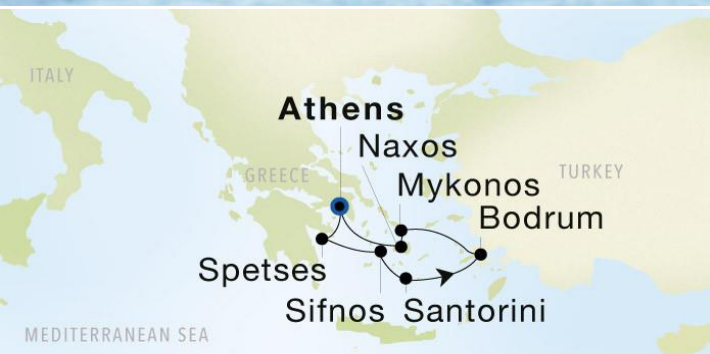 ITALY
Athens
Naxos
GREECE
TURKEY
Mykonos
Bodrum
Spetses
Sifnos Santorini
MEDITERRANEAN SEA